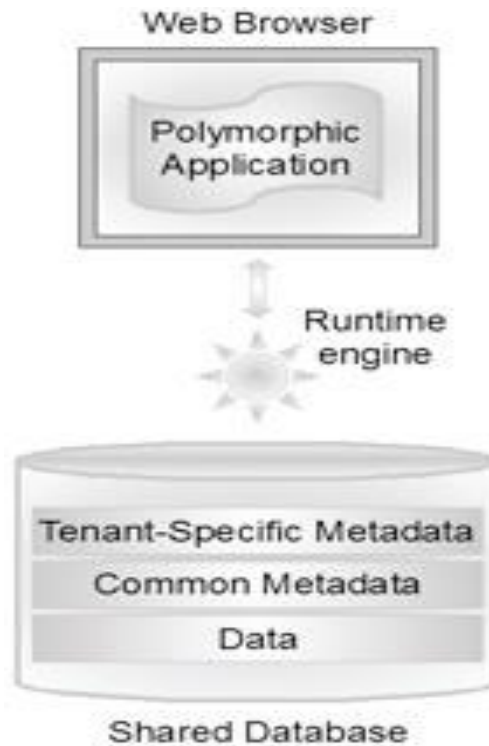 Web Browser
Polymorphic
Application
Runtime
engine
Tenant-Specific Metadata
Common Metadata
Data
Shared Database